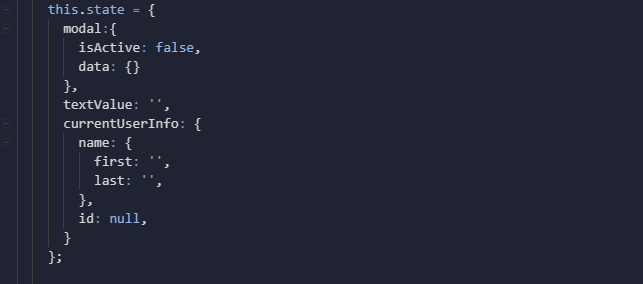 this.state = {
  modal:{
    isActive: false,
    data: {}
  },
  textValue: '',
  currentUserInfo: {
    name: {
      first: '',
      last: '',
    },
    id: null,
  }
};